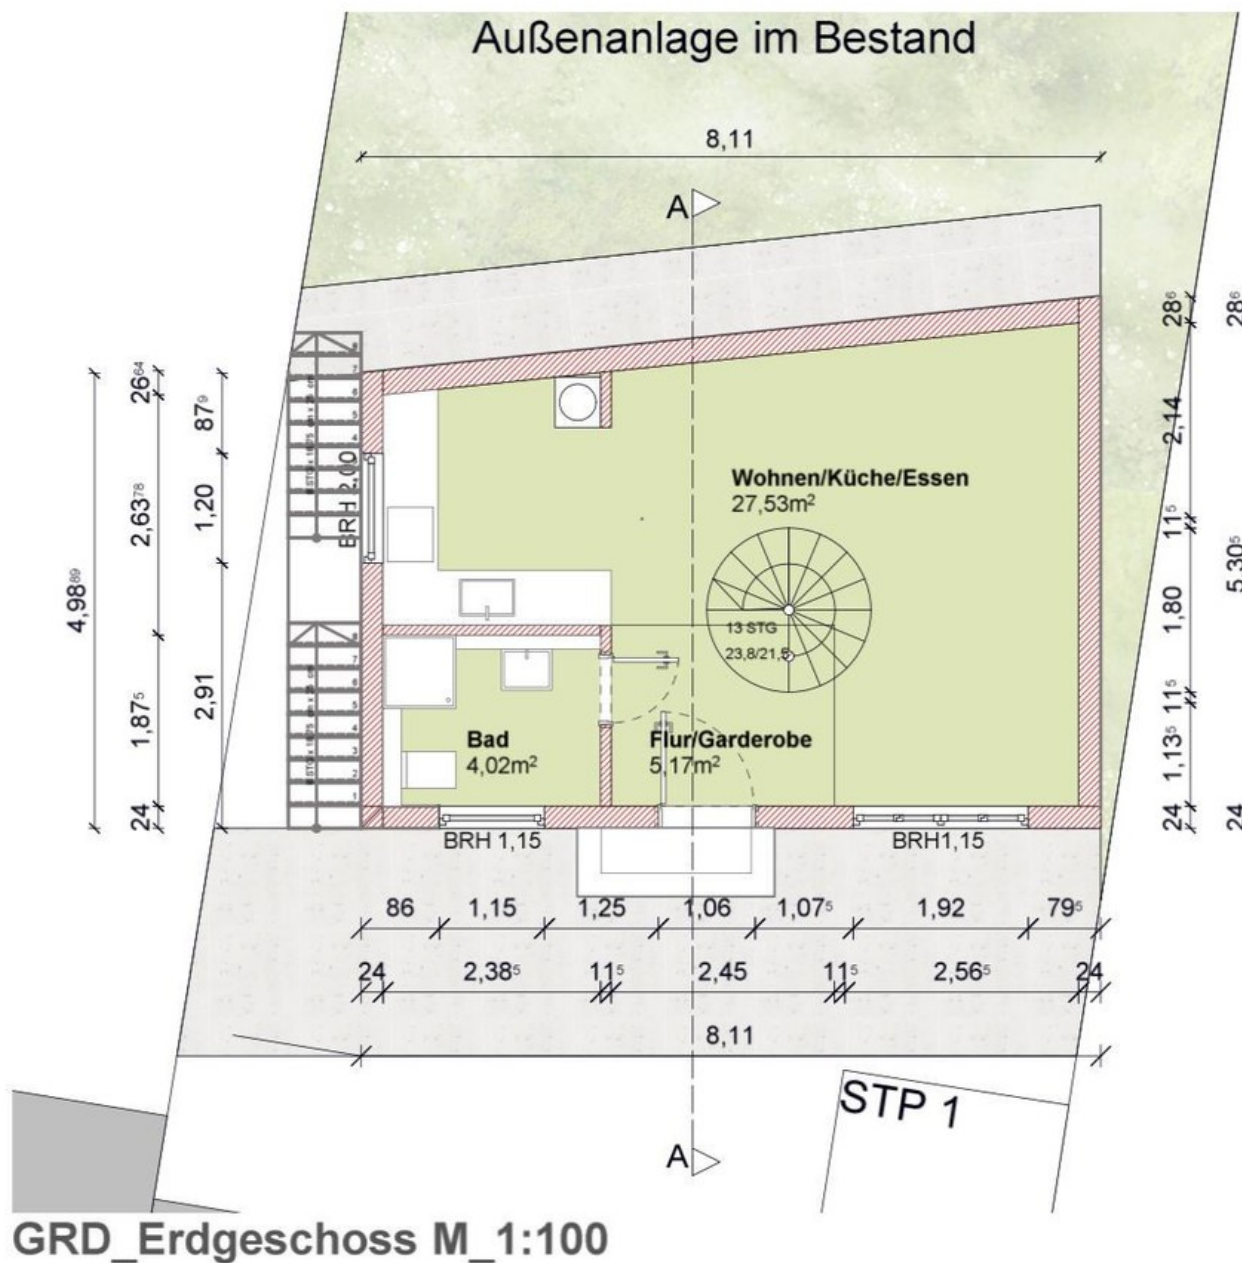 Außenanlage im Bestand
8,11
A
28⁶
28⁶
26⁶⁴
87⁹
2,14
2,63⁷⁸
1,20
BRH 2,00
Wohnen/Küche/Essen
27,53m²
11⁵
5,30⁵
4,98⁸⁹
1,80
13 STG
23,8/21,5
2,91
1,87⁵
11⁵
Bad
4,02m²
Flur/Garderobe
5,17m²
1,13⁵
24
24
24
BRH 1,15
BRH1,15
86
1,15
1,25
1,06
1,07⁵
1,92
79⁵
24
2,38⁵
11⁵
2,45
11⁵
2,56⁵
24
8,11
STP 1
A
GRD_Erdgeschoss M_1:100